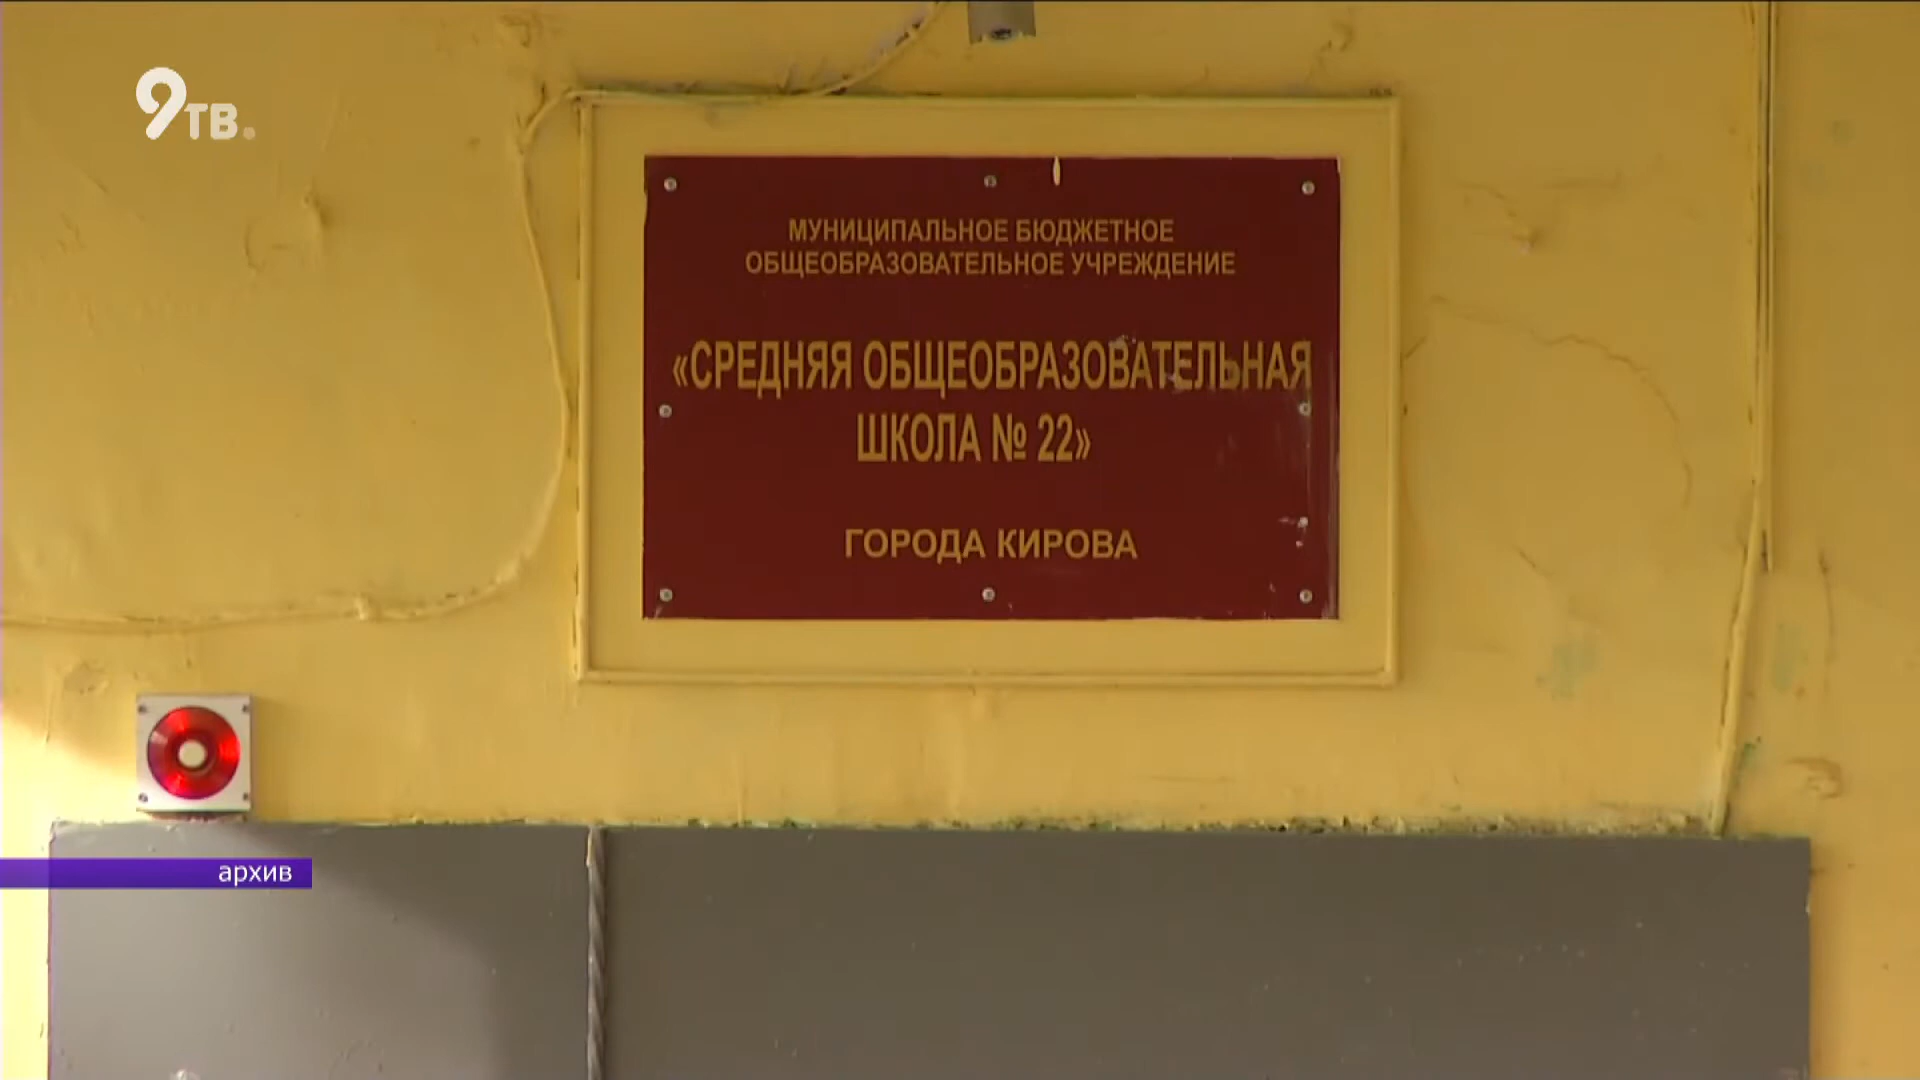 9ТВ.
МУНИЦИПАЛЬНОЕ БЮДЖЕТНОЕ
ОБЩЕОБРАЗОВАТЕЛЬНОЕ УЧРЕЖДЕНИЕ
«СРЕДНЯЯ ОБЩЕОБРАЗОВАТЕЛЬНАЯ
ШКОЛА № 22»
ГОРОДА КИРОВА
архив